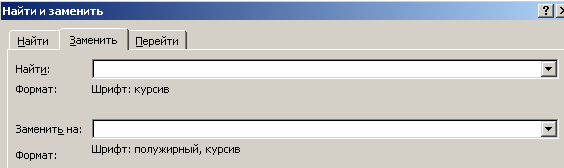 Найти и заменить
Найти Заменить Перейти
Найти:
Формат: Шрифт: курсив
Заменить на:
Формат: Шрифт: полужирный, курсив